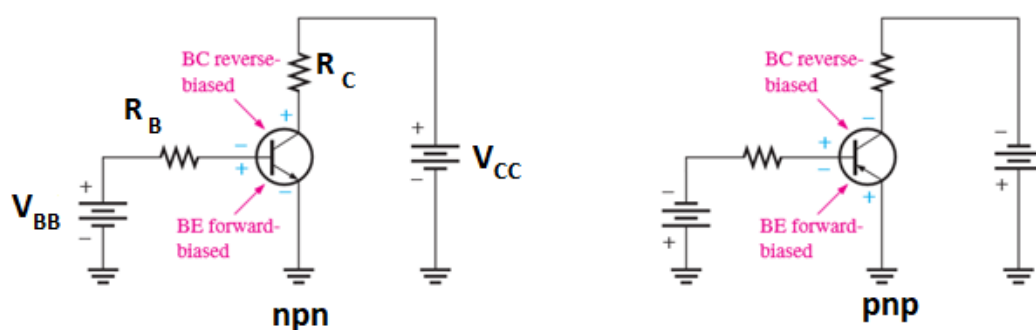 BC reverse-
biased
R C
R B
+
−
+
−
+
−
V BB
+
−
V CC
BE forward-
biased
npn
BC reverse-
biased
−
+
−
+
−
+
−
+
BE forward-
biased
pnp